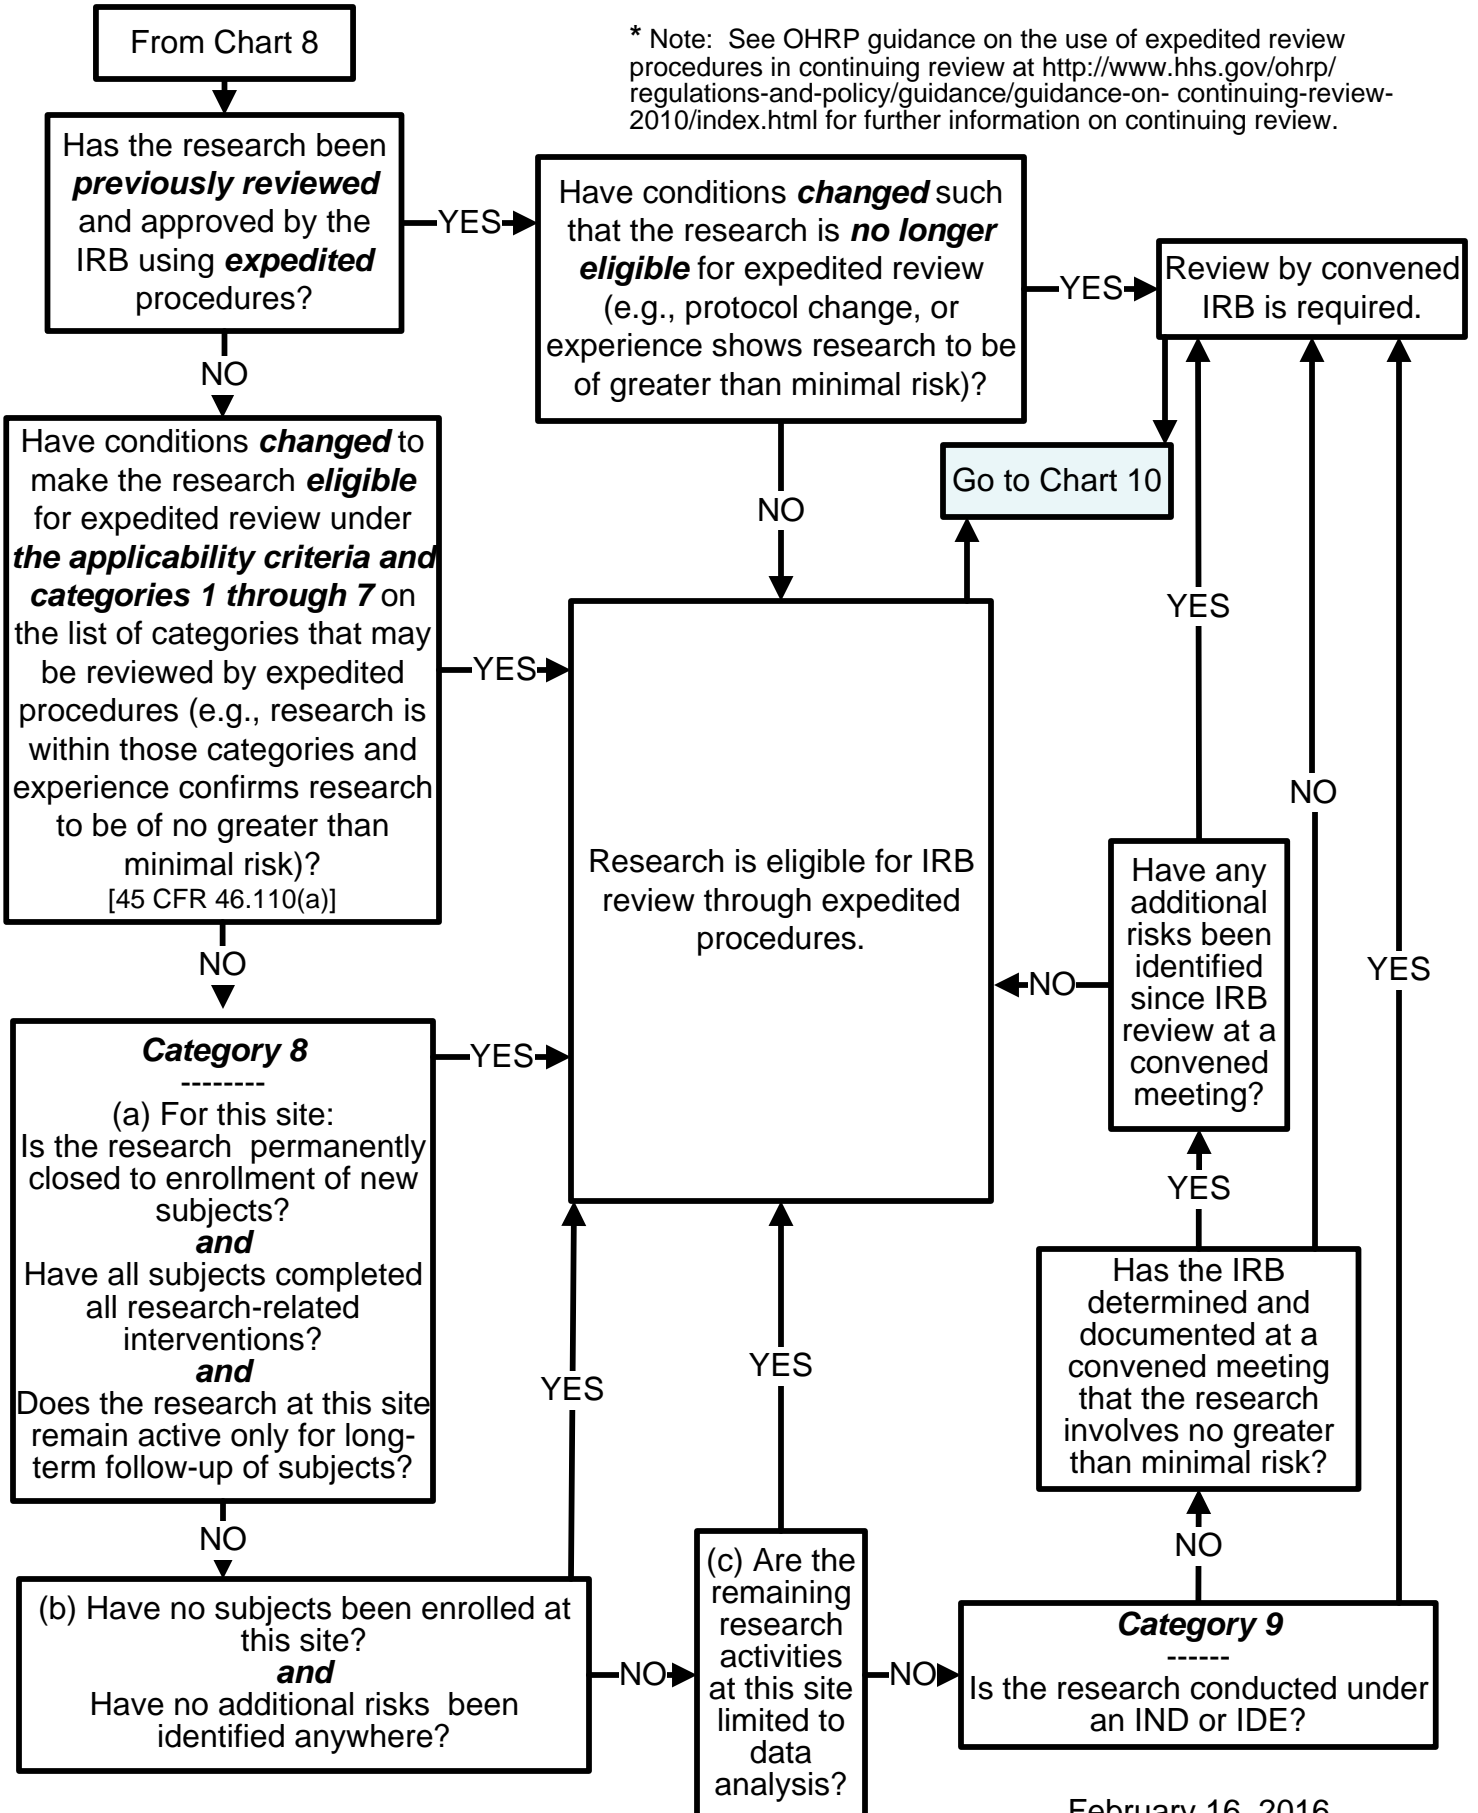 From Chart 8
* Note:  See OHRP guidance on the use of expedited review
procedures in continuing review at http://www.hhs.gov/ohrp/
regulations-and-policy/guidance/guidance-on- continuing-review-
2010/index.html for further information on continuing review.
Has the research been
previously reviewed
and approved by the
IRB using expedited
procedures?
YES
Have conditions changed such
that the research is no longer
eligible for expedited review
(e.g., protocol change, or
experience shows research to be
of greater than minimal risk)?
YES
Review by convened
IRB is required.
NO
Have conditions changed to
make the research eligible
for expedited review under
the applicability criteria and
categories 1 through 7 on
the list of categories that may
be reviewed by expedited
procedures (e.g., research is
within those categories and
experience confirms research
to be of no greater than
minimal risk)?
[45 CFR 46.110(a)]
NO
Go to Chart 10
YES
YES
Research is eligible for IRB
review through expedited
procedures.
NO
Have any
additional
risks been
identified
since IRB
review at a
convened
meeting?
NO
YES
NO
Category 8
--------
(a) For this site:
Is the research  permanently
closed to enrollment of new
subjects?
and
Have all subjects completed
all research-related
interventions?
and
Does the research at this site
remain active only for long-
term follow-up of subjects?
YES
YES
Has the IRB
determined and
documented at a
convened meeting
that the research
involves no greater
than minimal risk?
YES
YES
NO
NO
(b) Have no subjects been enrolled at
this site?
and
Have no additional risks  been
identified anywhere?
NO
(c) Are the
remaining
research
activities
at this site
limited to
data
analysis?
NO
Category 9
------
Is the research conducted under
an IND or IDE?
February 16, 2016